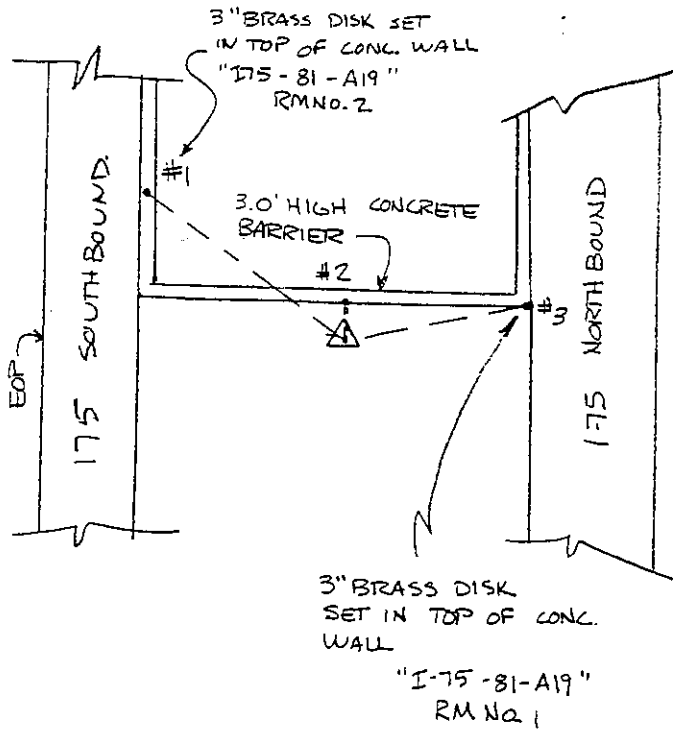 3" BRASS DISK SET
IN TOP OF CONC. WALL
"I75-81-A19"
RM NO. 2
#1
3.0' HIGH CONCRETE
BARRIER
#2
#3
EOP
I75 SOUTHBOUND.
I-75 NORTHBOUND
3" BRASS DISK
SET IN TOP OF CONC.
WALL
"I-75-81-A19"
RM NO. 1